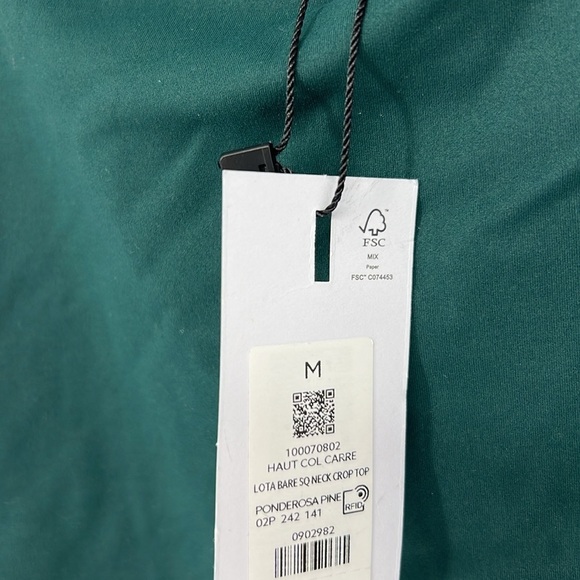 FSC
MIX
Paper
FSC™ C074453
M
100070802
HAUT COL CARRE
LOTA BARE SQ NECK CROP TOP
PONDEROSA PINE
RFID
02P 242 141
0902982